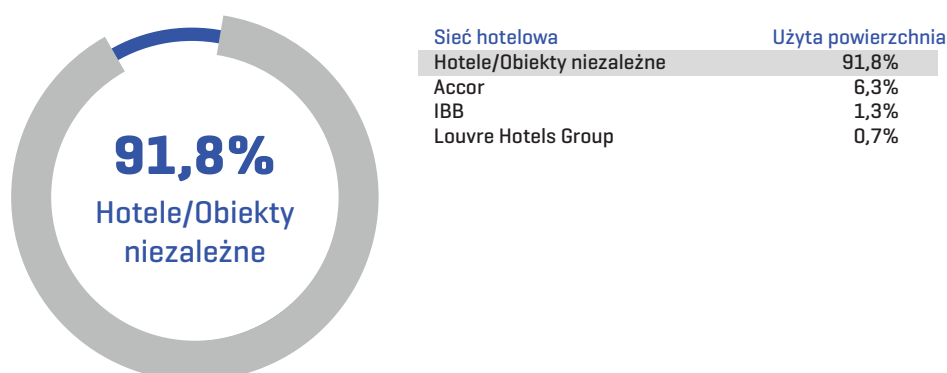 91,8%
Hotele/Obiekty
niezależne
Sieć hotelowa Użyta powierzchnia
Hotele/Obiekty niezależne 91,8%
Accor 6,3%
IBB 1,3%
Louvre Hotels Group 0,7%